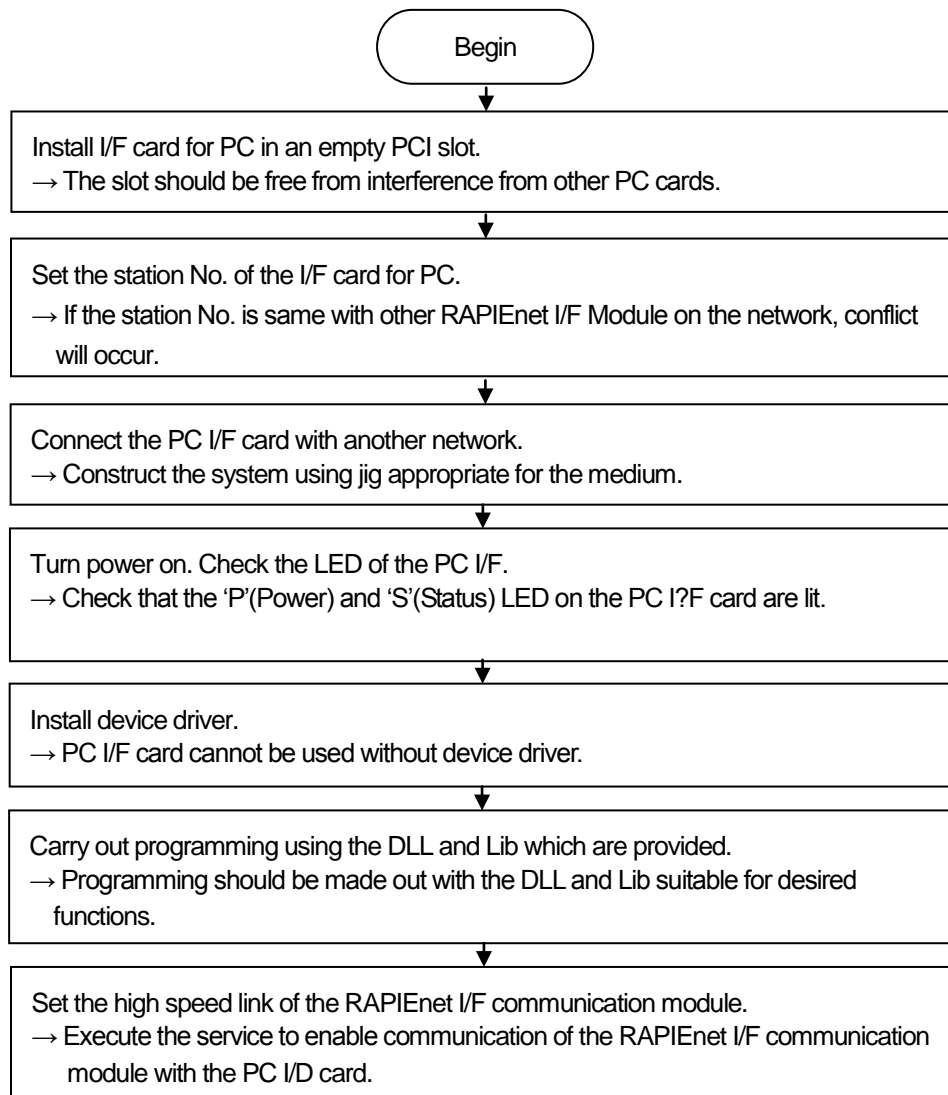 Begin
Install I/F card for PC in an empty PCI slot.
→ The slot should be free from interference from other PC cards.
Set the station No. of the I/F card for PC.
→ If the station No. is same with other RAPIEnet I/F Module on the network, conflict
will occur.
Connect the PC I/F card with another network.
→ Construct the system using jig appropriate for the medium.
Turn power on. Check the LED of the PC I/F.
→ Check that the ‘P’(Power) and ‘S’(Status) LED on the PC I?F card are lit.
Install device driver.
→ PC I/F card cannot be used without device driver.
Carry out programming using the DLL and Lib which are provided.
→ Programming should be made out with the DLL and Lib suitable for desired
functions.
Set the high speed link of the RAPIEnet I/F communication module.
→ Execute the service to enable communication of the RAPIEnet I/F communication
module with the PC I/D card.